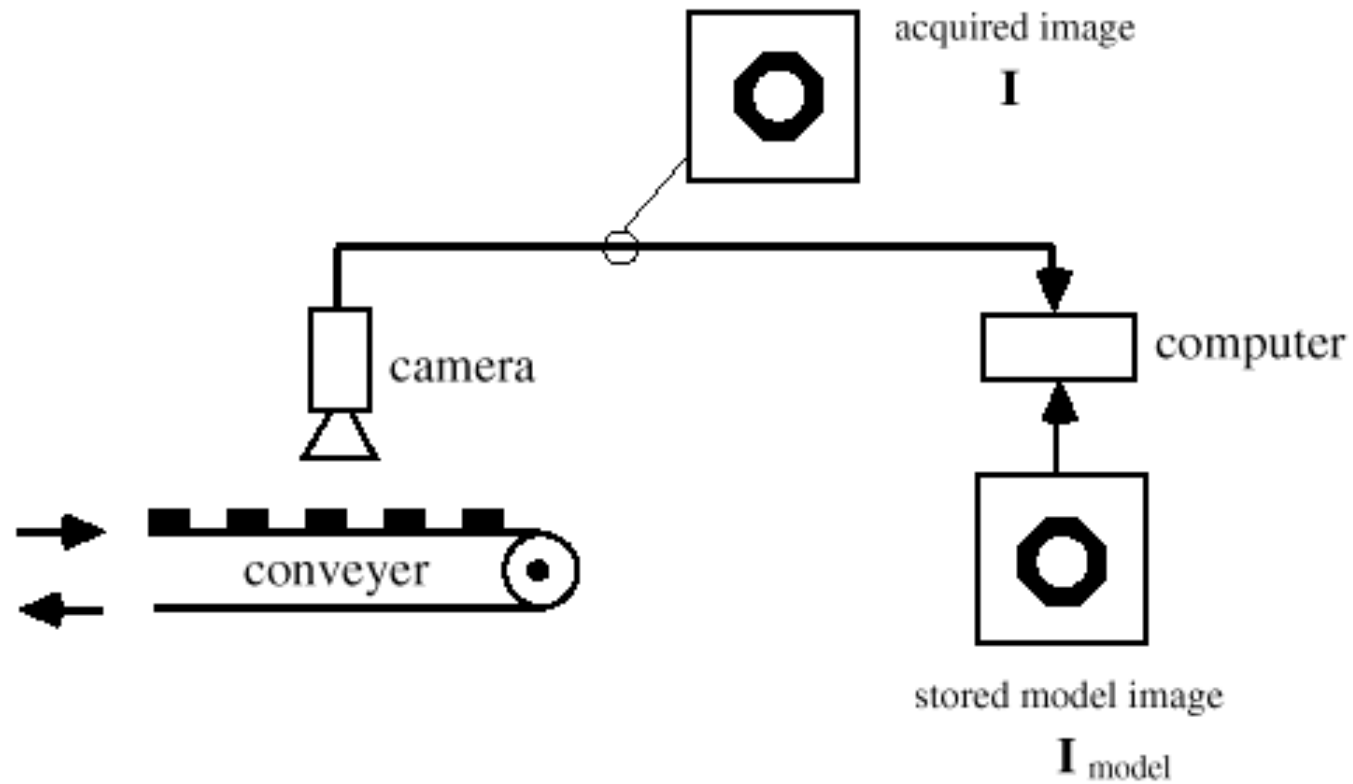 acquired image
I
camera
computer
conveyer
stored model image
I model